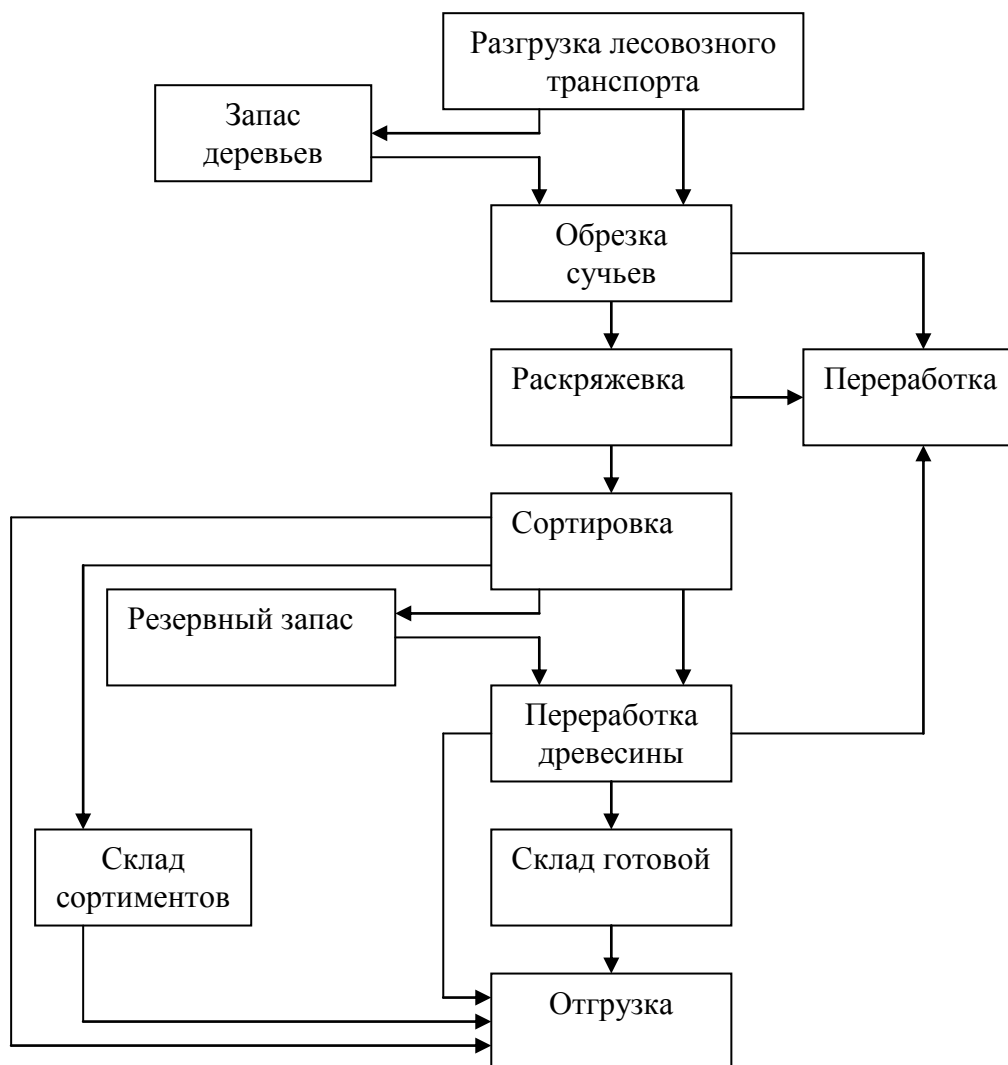 Разгрузка лесовозного
транспорта
Запас
деревьев
Обрезка
сучьев
Раскряжевка
Переработка
Сортировка
Резервный запас
Переработка
древесины
Склад
сортиментов
Склад готовой
Отгрузка